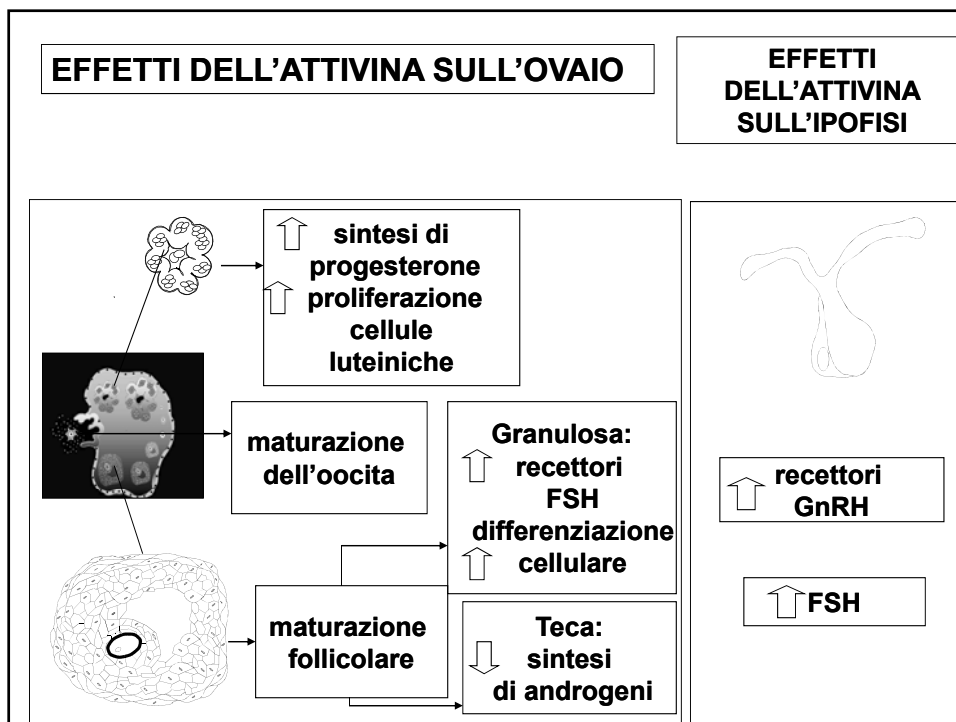 EFFETTI DELL’ATTIVINA SULL’OVAIO
EFFETTI
DELL’ATTIVINA
SULL’IPOFISI
sintesi di
progesterone
proliferazione
cellule
luteiniche
maturazione
dell’oocita
Granulosa:
recettori
FSH
differenziazione
cellulare
maturazione
follicolare
Teca:
sintesi
di androgeni
recettori
GnRH
FSH